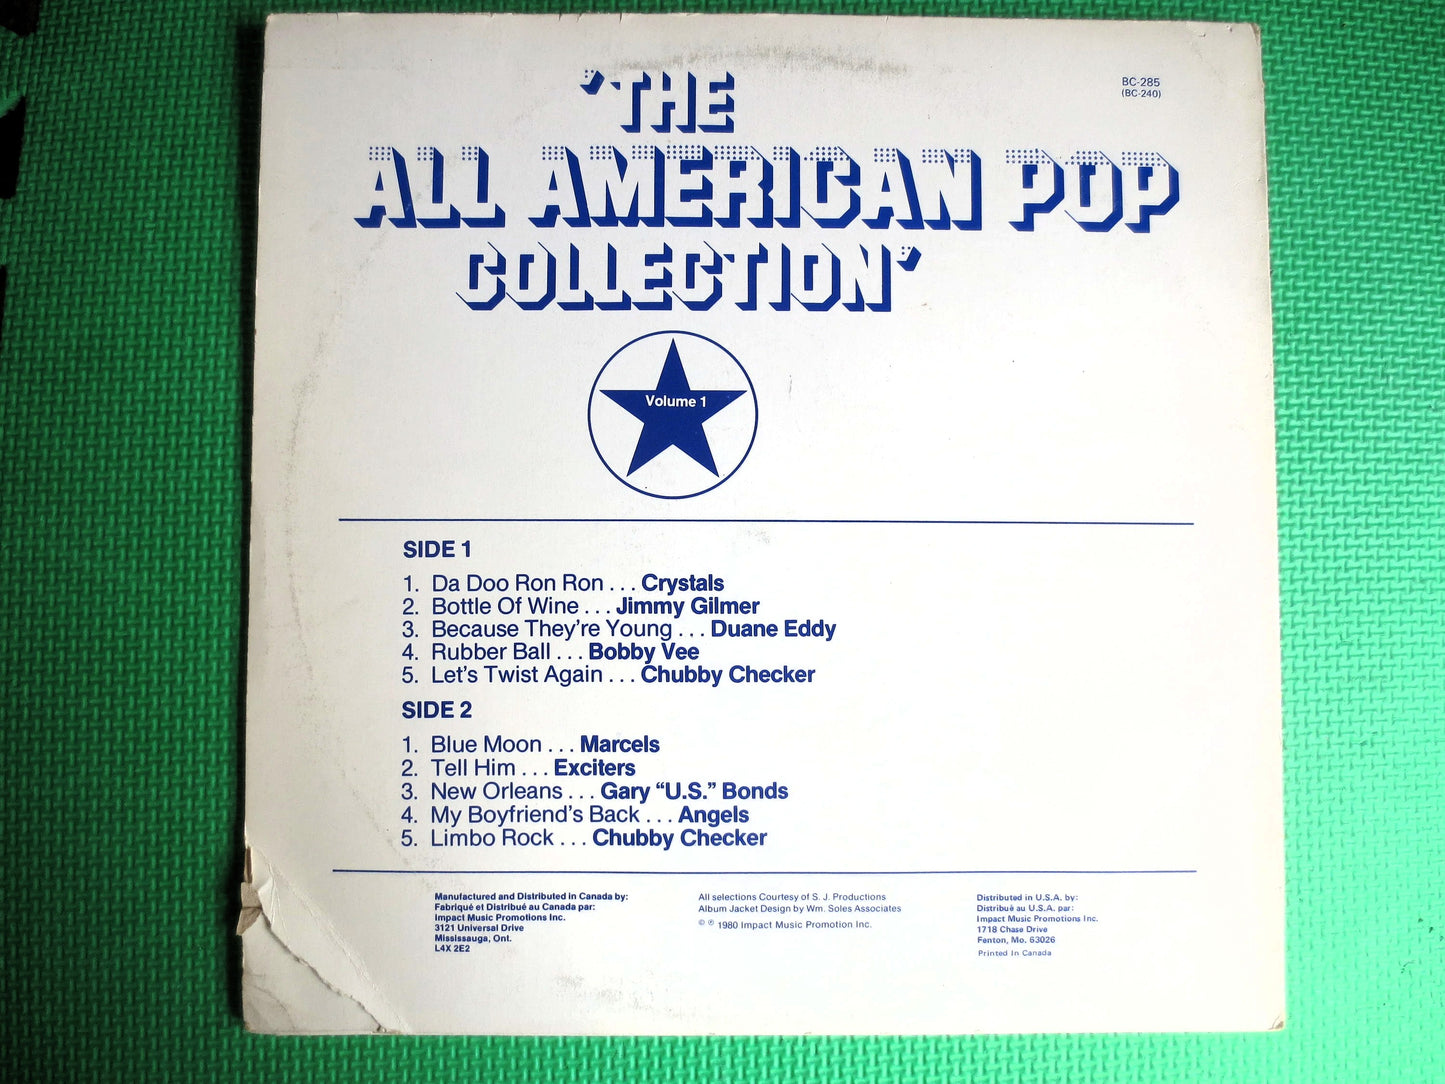 'THE
ALL AMERICAN POP
COLLECTION'
BC-285
(BC-240)
Volume 1
SIDE 1
1. Da Doo Ron Ron . . . Crystals
2. Bottle Of Wine . . . Jimmy Gilmer
3. Because They're Young . . . Duane Eddy
4. Rubber Ball . . . Bobby Vee
5. Let's Twist Again . . . Chubby Checker
SIDE 2
1. Blue Moon . . . Marcels
2. Tell Him . . . Exciters
3. New Orleans . . . Gary “U.S.” Bonds
4. My Boyfriend's Back . . . Angels
5. Limbo Rock . . . Chubby Checker
Manufactured and Distributed in Canada by:
Fabriqué et Distribué au Canada par:
Impact Music Promotions Inc.
3121 Universal Drive
Mississauga, Ont.
L4X 2E2
All selections Courtesy of S. J. Productions
Album Jacket Design by Wm. Soles Associates
© ℗ 1980 Impact Music Promotion Inc.
Distributed in U.S.A. by:
Distribué au U.S.A. par:
Impact Music Promotions Inc.
1718 Chase Drive
Fenton, Mo. 63026
Printed In Canada